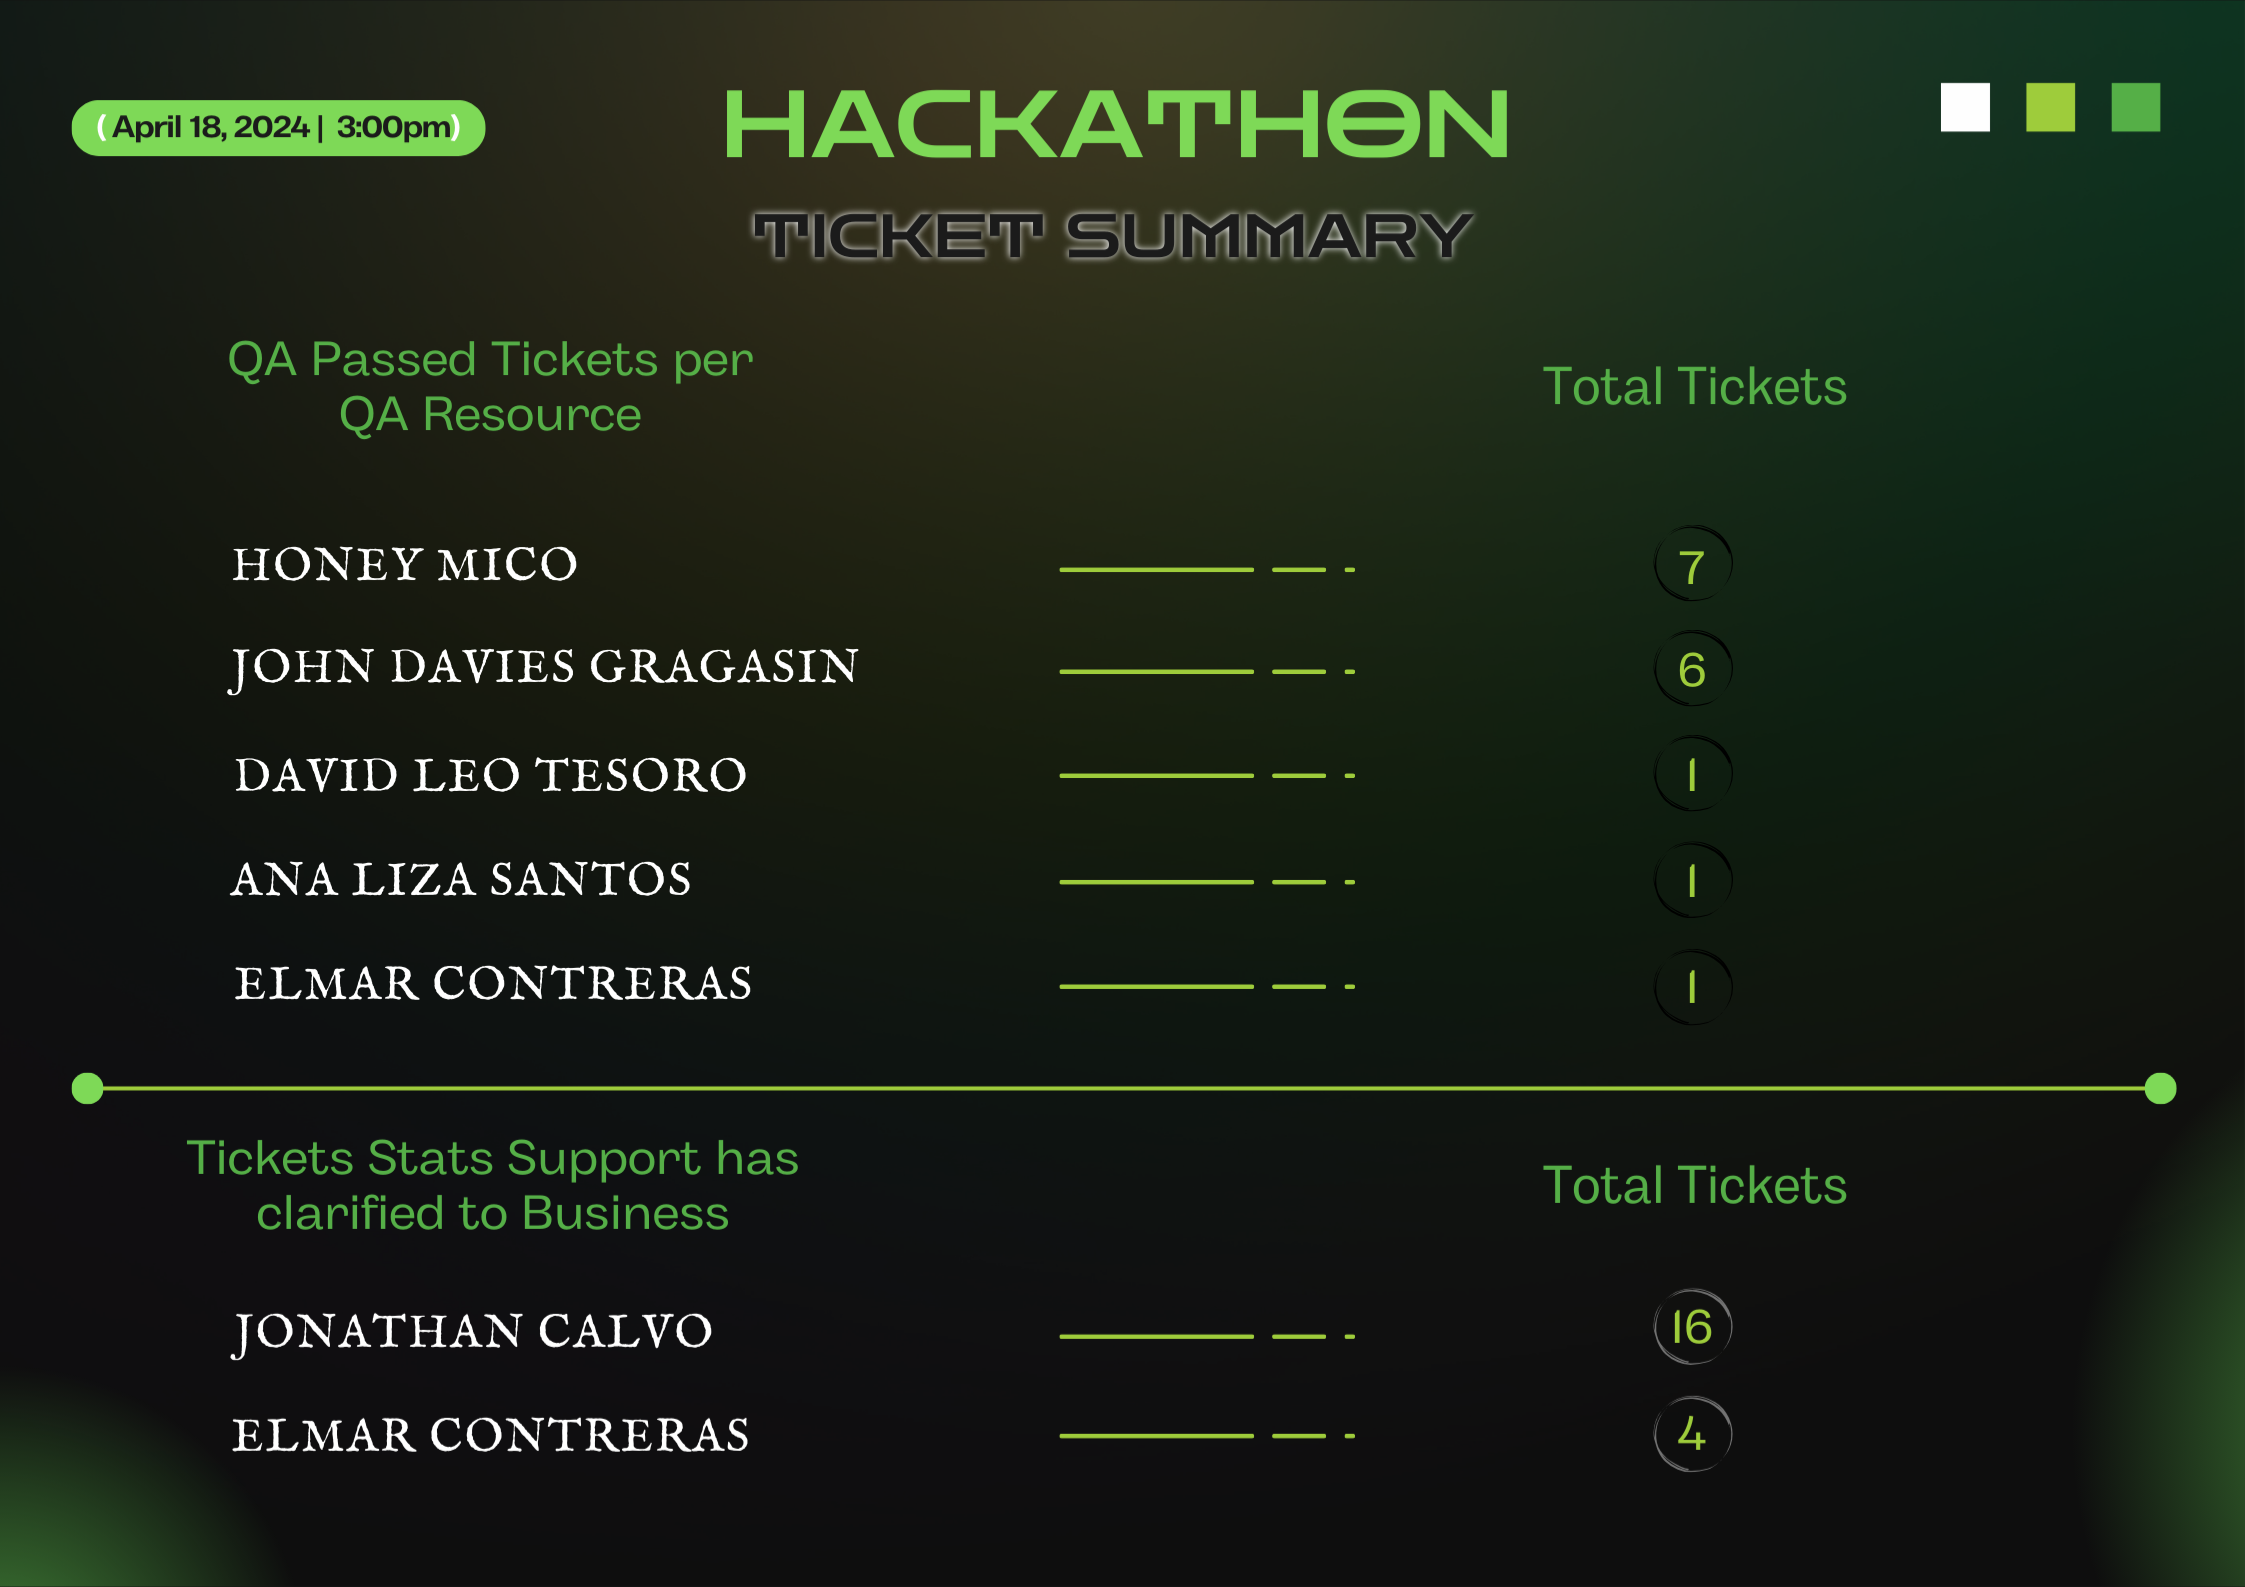 ( April 18, 2024 | 3:00pm)
HACKATHON
TICKET SUMMARY
QA Passed Tickets per
QA Resource
Total Tickets
HONEY MICO
7
JOHN DAVIES GRAGASIN
6
DAVID LEO TESORO
1
ANA LIZA SANTOS
1
ELMAR CONTRERAS
1
Tickets Stats Support has
clarified to Business
Total Tickets
JONATHAN CALVO
16
ELMAR CONTRERAS
4